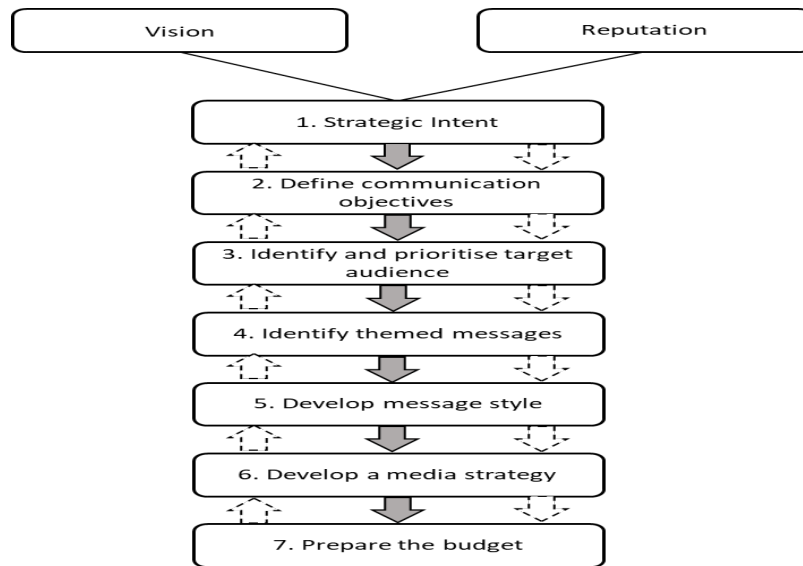 Vision
Reputation
1. Strategic Intent
2. Define communication
objectives
3. Identify and prioritise target
audience
4. Identify themed messages
5. Develop message style
6. Develop a media strategy
7. Prepare the budget